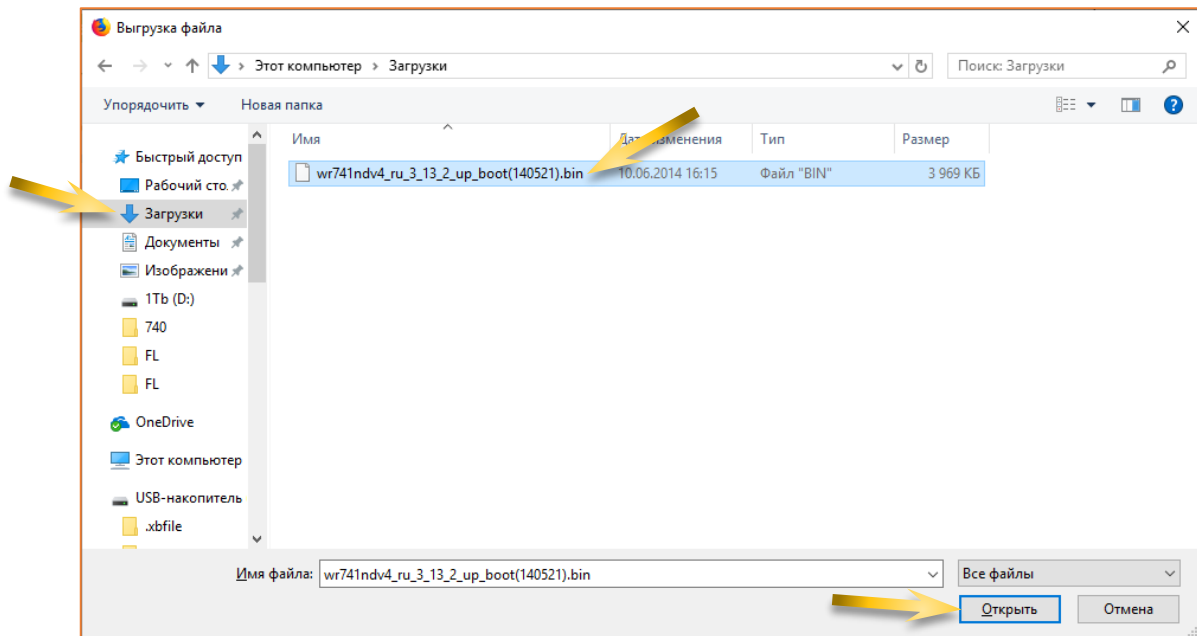 Выгрузка файла
Этот компьютер › Загрузки
Поиск: Загрузки
Упорядочить
Новая папка
Имя
изменения
Тип
Размер
wr741ndv4_ru_3_13_2_up_boot(140521).bin
10.06.2014 16:15
Файл "BIN"
3 969 КБ
Быстрый доступ
Рабочий сто.
Загрузки
Документы
Изображени
1Tb (D:)
740
FL
FL
OneDrive
Этот компьютер
USB-накопитель
.xbfile
Имя файла:
wr741ndv4_ru_3_13_2_up_boot(140521).bin
Все файлы
Открыть
Отмена